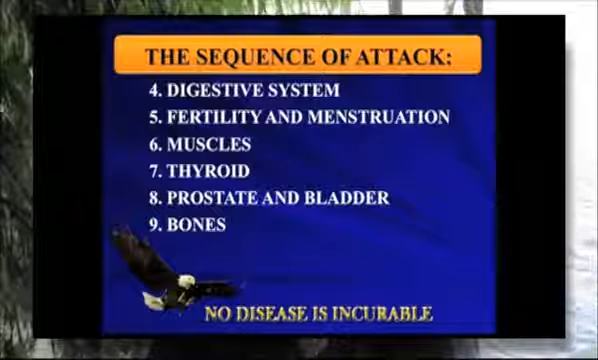 THE SEQUENCE OF ATTACK:
4. DIGESTIVE SYSTEM
5. FERTILITY AND MENSTRUATION
6. MUSCLES
7. THYROID
8. PROSTATE AND BLADDER
9. BONES
NO DISEASE IS INCURABLE